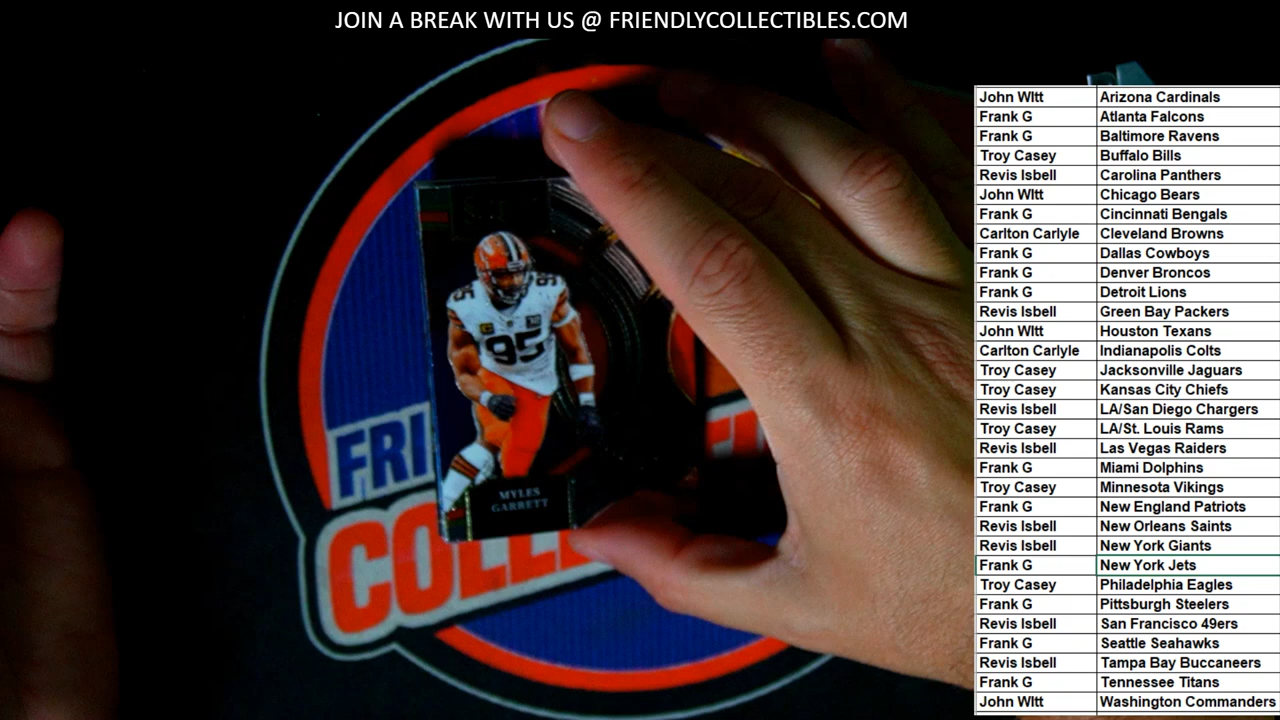 JOIN A BREAK WITH US @ FRIENDLYCOLLECTIBLES.COM
John WItt Arizona Cardinals
Frank G Atlanta Falcons
Frank G Baltimore Ravens
Troy Casey Buffalo Bills
Revis Isbell Carolina Panthers
John WItt Chicago Bears
Frank G Cincinnati Bengals
Carlton Carlyle Cleveland Browns
Frank G Dallas Cowboys
Frank G Denver Broncos
Frank G Detroit Lions
Revis Isbell Green Bay Packers
John WItt Houston Texans
Carlton Carlyle Indianapolis Colts
Troy Casey Jacksonville Jaguars
Troy Casey Kansas City Chiefs
Revis Isbell LA/San Diego Chargers
Troy Casey LA/St. Louis Rams
Revis Isbell Las Vegas Raiders
Frank G Miami Dolphins
Troy Casey Minnesota Vikings
Frank G New England Patriots
Revis Isbell New Orleans Saints
Revis Isbell New York Giants
Frank G New York Jets
Troy Casey Philadelphia Eagles
Frank G Pittsburgh Steelers
Revis Isbell San Francisco 49ers
Frank G Seattle Seahawks
Revis Isbell Tampa Bay Buccaneers
Frank G Tennessee Titans
John WItt Washington Commanders
95
95
MYLES
GARRETT
FRI
COLLE